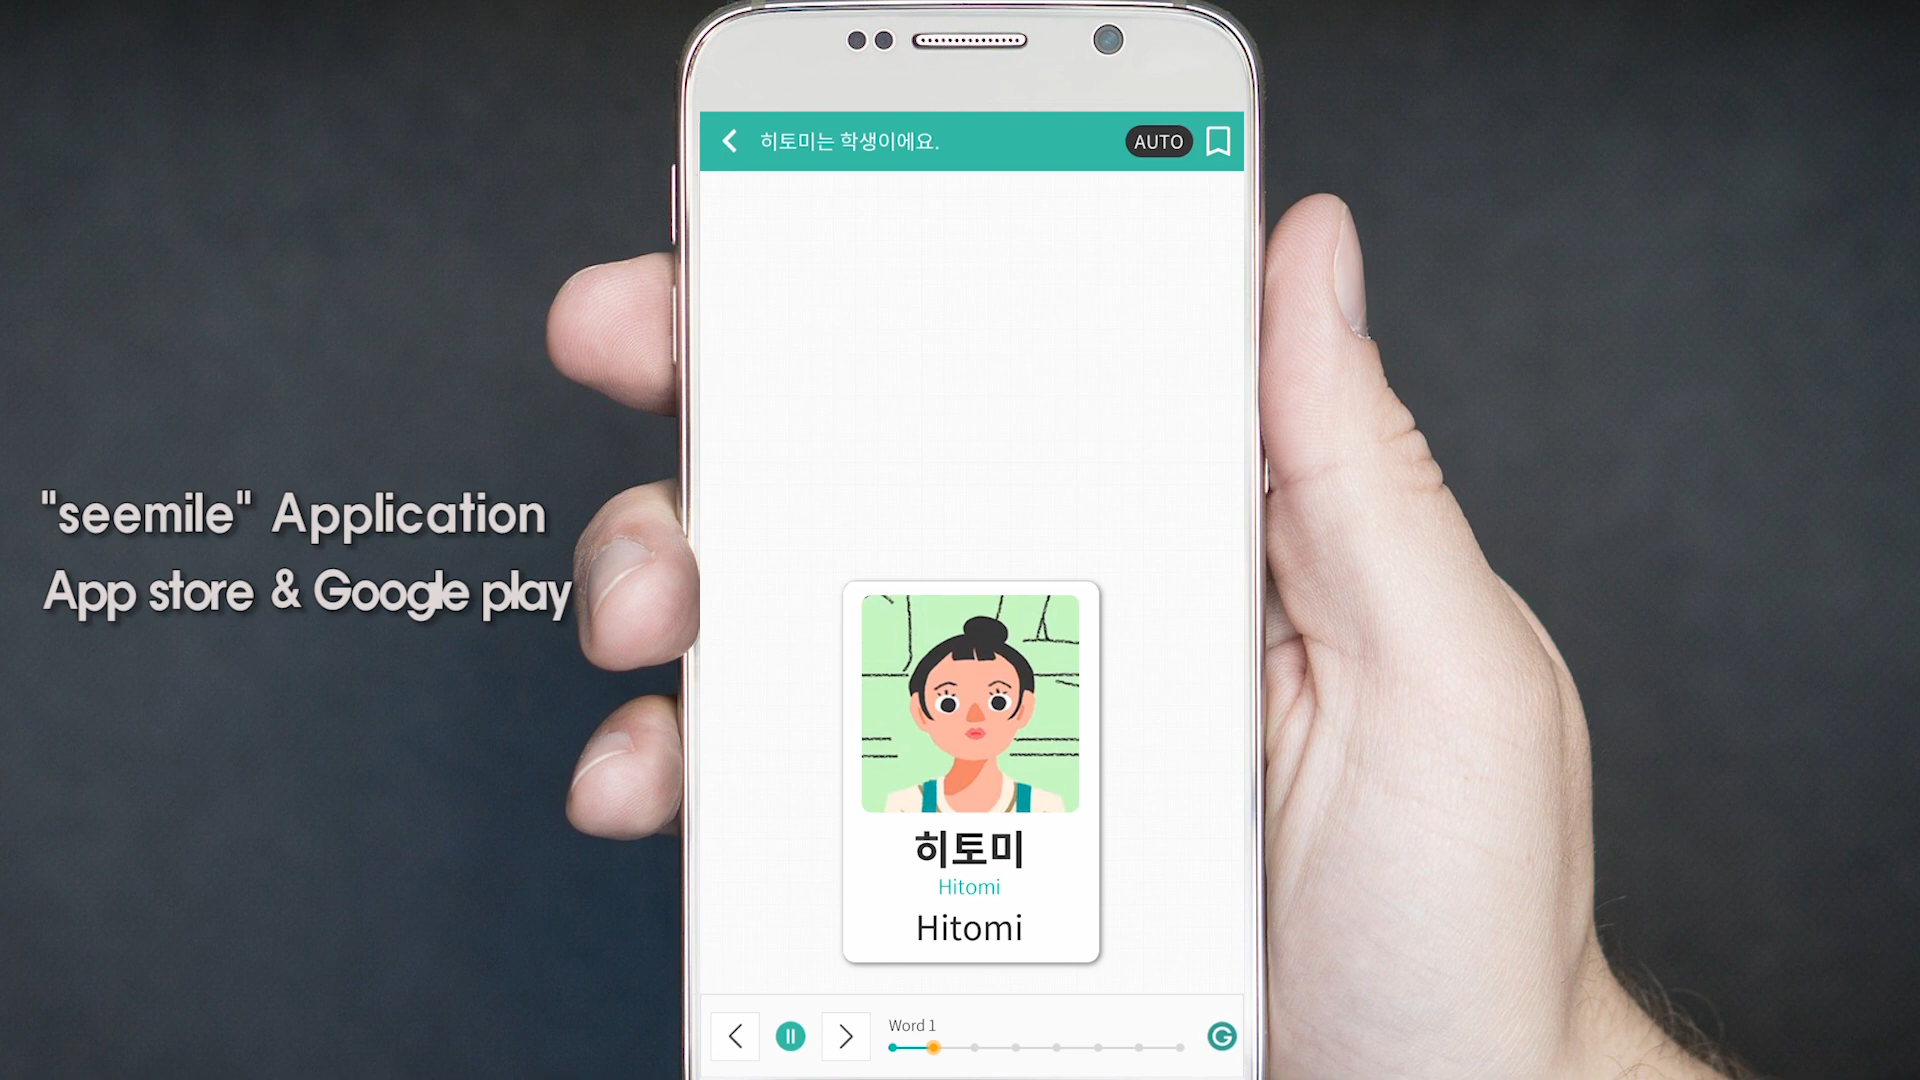 히토미는 학생이에요.
AUTO
"seemile" Application
App store & Google play
히토미
Hitomi
Hitomi
Word 1
G